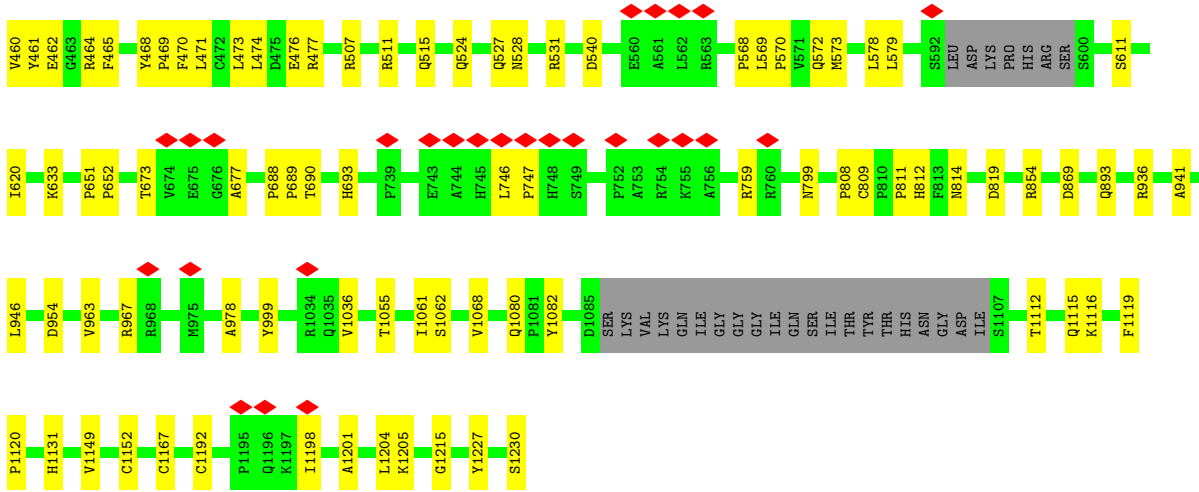 V460 Y461 E462 G463 R464 F465 Y468 P469 F470 L471 C472 L473 L474 D475 E476 R477 R507 R511 Q515 Q524 Q527 N528 R531 D540 E560 A561 L562 R563 P568 L569 P570 V571 Q572 M573 L578 L579 S592 LEU ASP LYS PRO HIS ARG SER S600 S611
I620 K633 P651 P652 T673 V674 E675 G676 A677 P688 P689 T690 H693 P739 E743 A744 H745 L746 P747 H748 S749 P752 A753 R754 K755 A756 R759 R760 N799 P808 C809 P810 P811 H812 F813 N814 D819 R854 D869 Q893 R936 A941
L946 D954 V963 R967 R968 M975 A978 Y999 R1034 Q1035 V1036 T1055 I1061 S1062 V1068 Q1080 P1081 Y1082 D1085 SER LYS VAL LYS GLN ILE GLY GLY GLY ILE GLN SER ILE THR TYR THR HIS ASN GLY ASP ILE S1107 T1112 Q1115 K1116 F1119
P1120 H1131 V1149 C1152 C1167 C1192 P1195 Q1196 K1197 I1198 A1201 L1204 K1205 G1215 Y1227 S1230